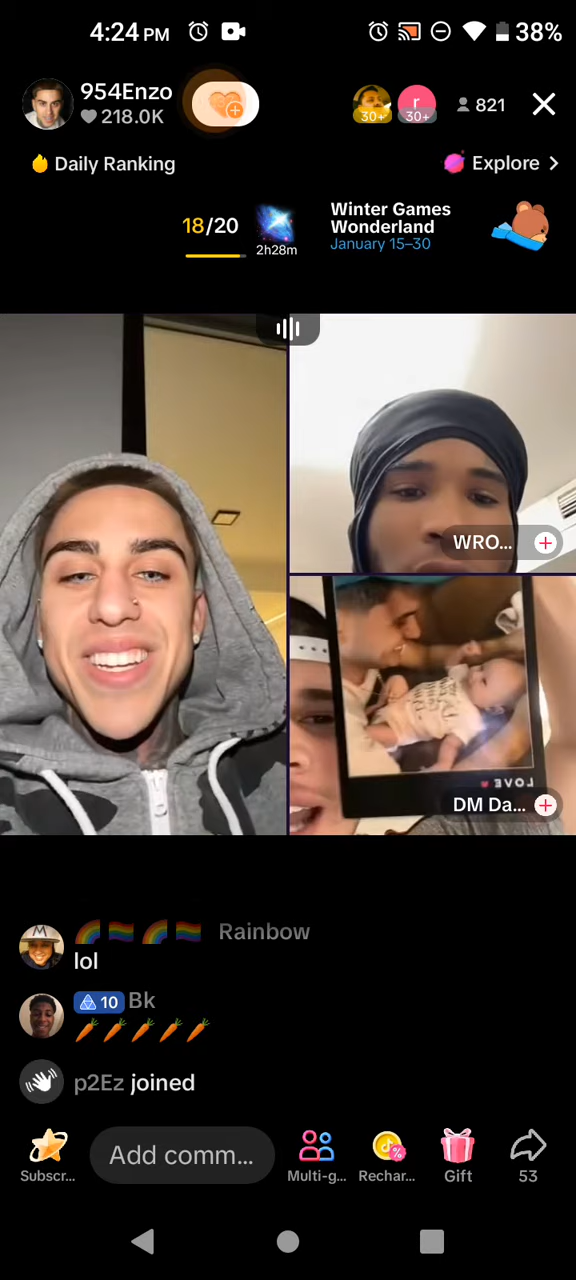 4:24 PM
38%
954Enzo
218.0K
30+
r
30+
821
Daily Ranking
Explore
18/20
2h28m
Winter Games
Wonderland
January 15–30
WRO...
LOVE
DM Da...
M
Rainbow
lol
10 Bk
p2Ez joined
Subscr...
Add comm...
Multi-g...
Rechar...
Gift
53